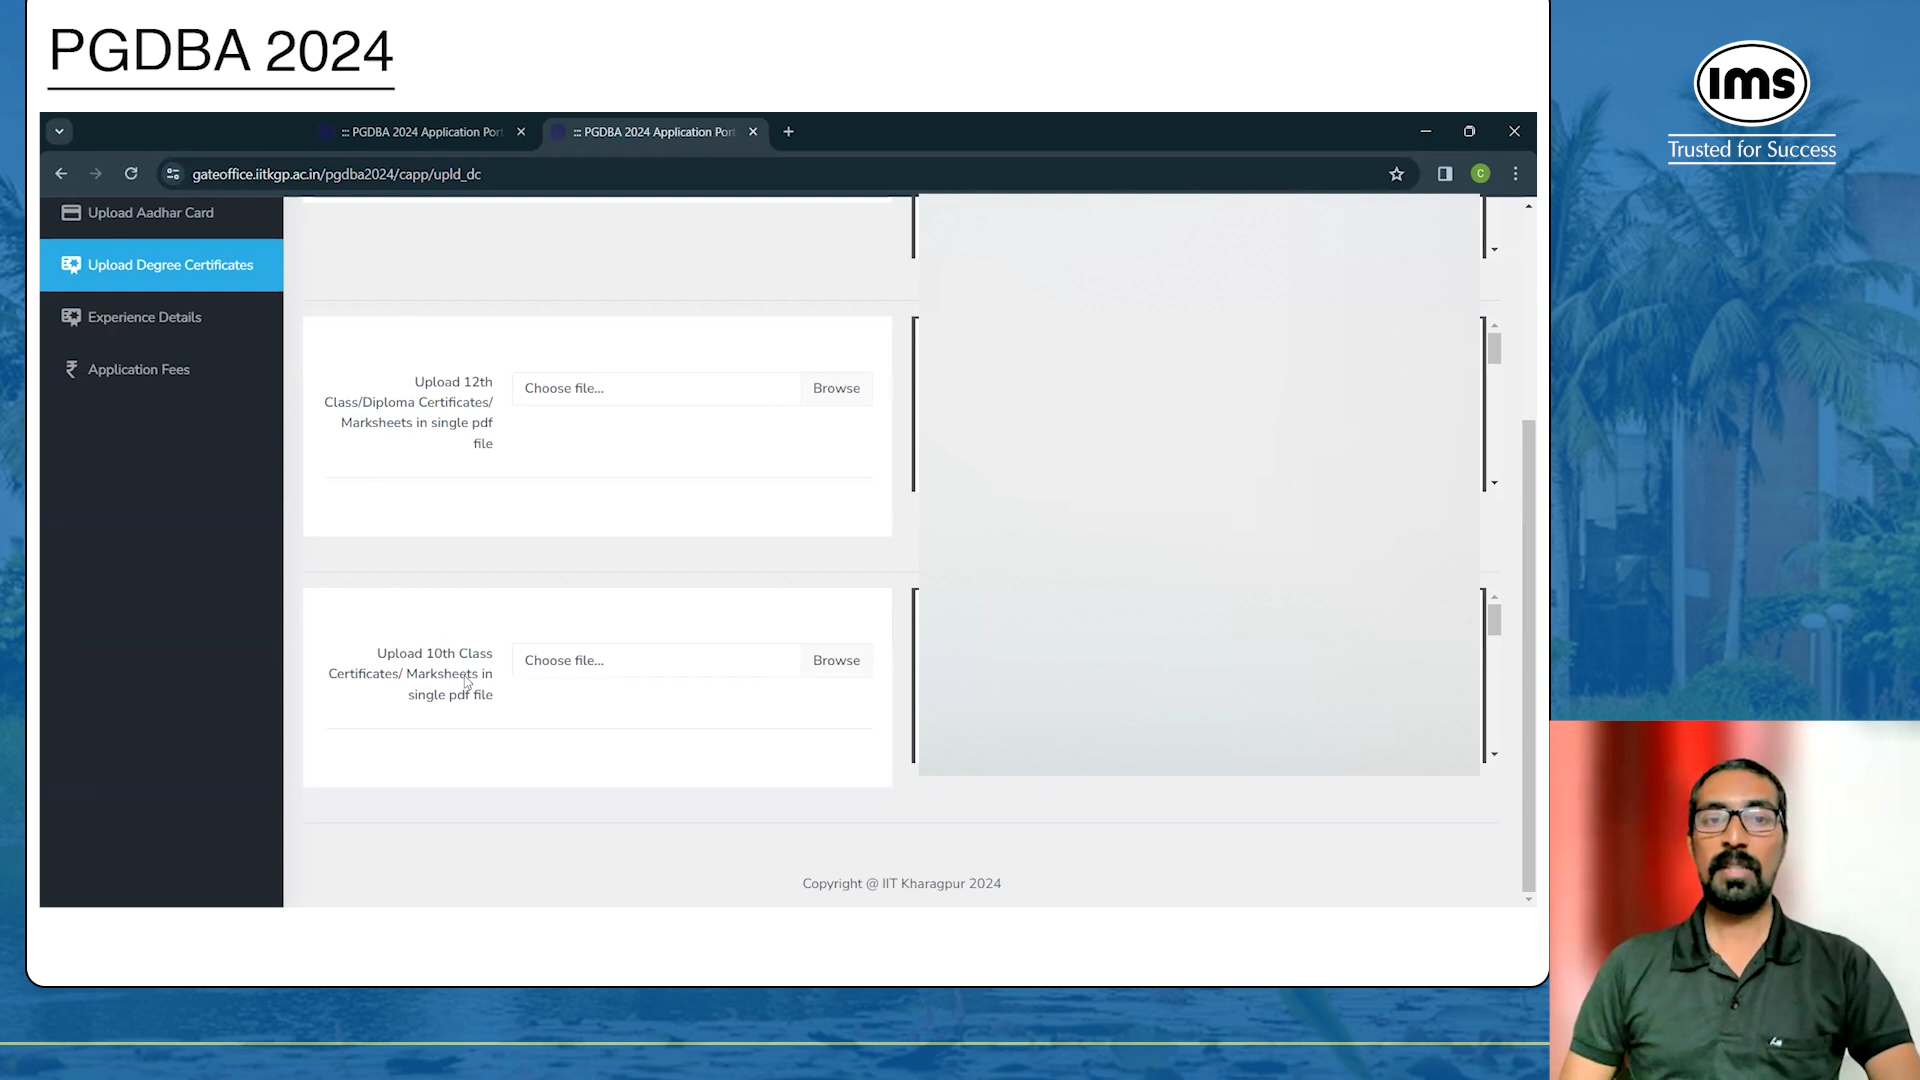 PGDBA 2024
ims
Trusted for Success
::: PGDBA 2024 Application Port
::: PGDBA 2024 Application Port
gateoffice.iitkgp.ac.in/pgdba2024/capp/upld_dc
C
Upload Aadhar Card
Upload Degree Certificates
Experience Details
₹ Application Fees
Upload 12th
Class/Diploma Certificates/
Marksheets in single pdf
file
Choose file...
Browse
Upload 10th Class
Certificates/ Marksheets in
single pdf file
Choose file...
Browse
Copyright @ IIT Kharagpur 2024